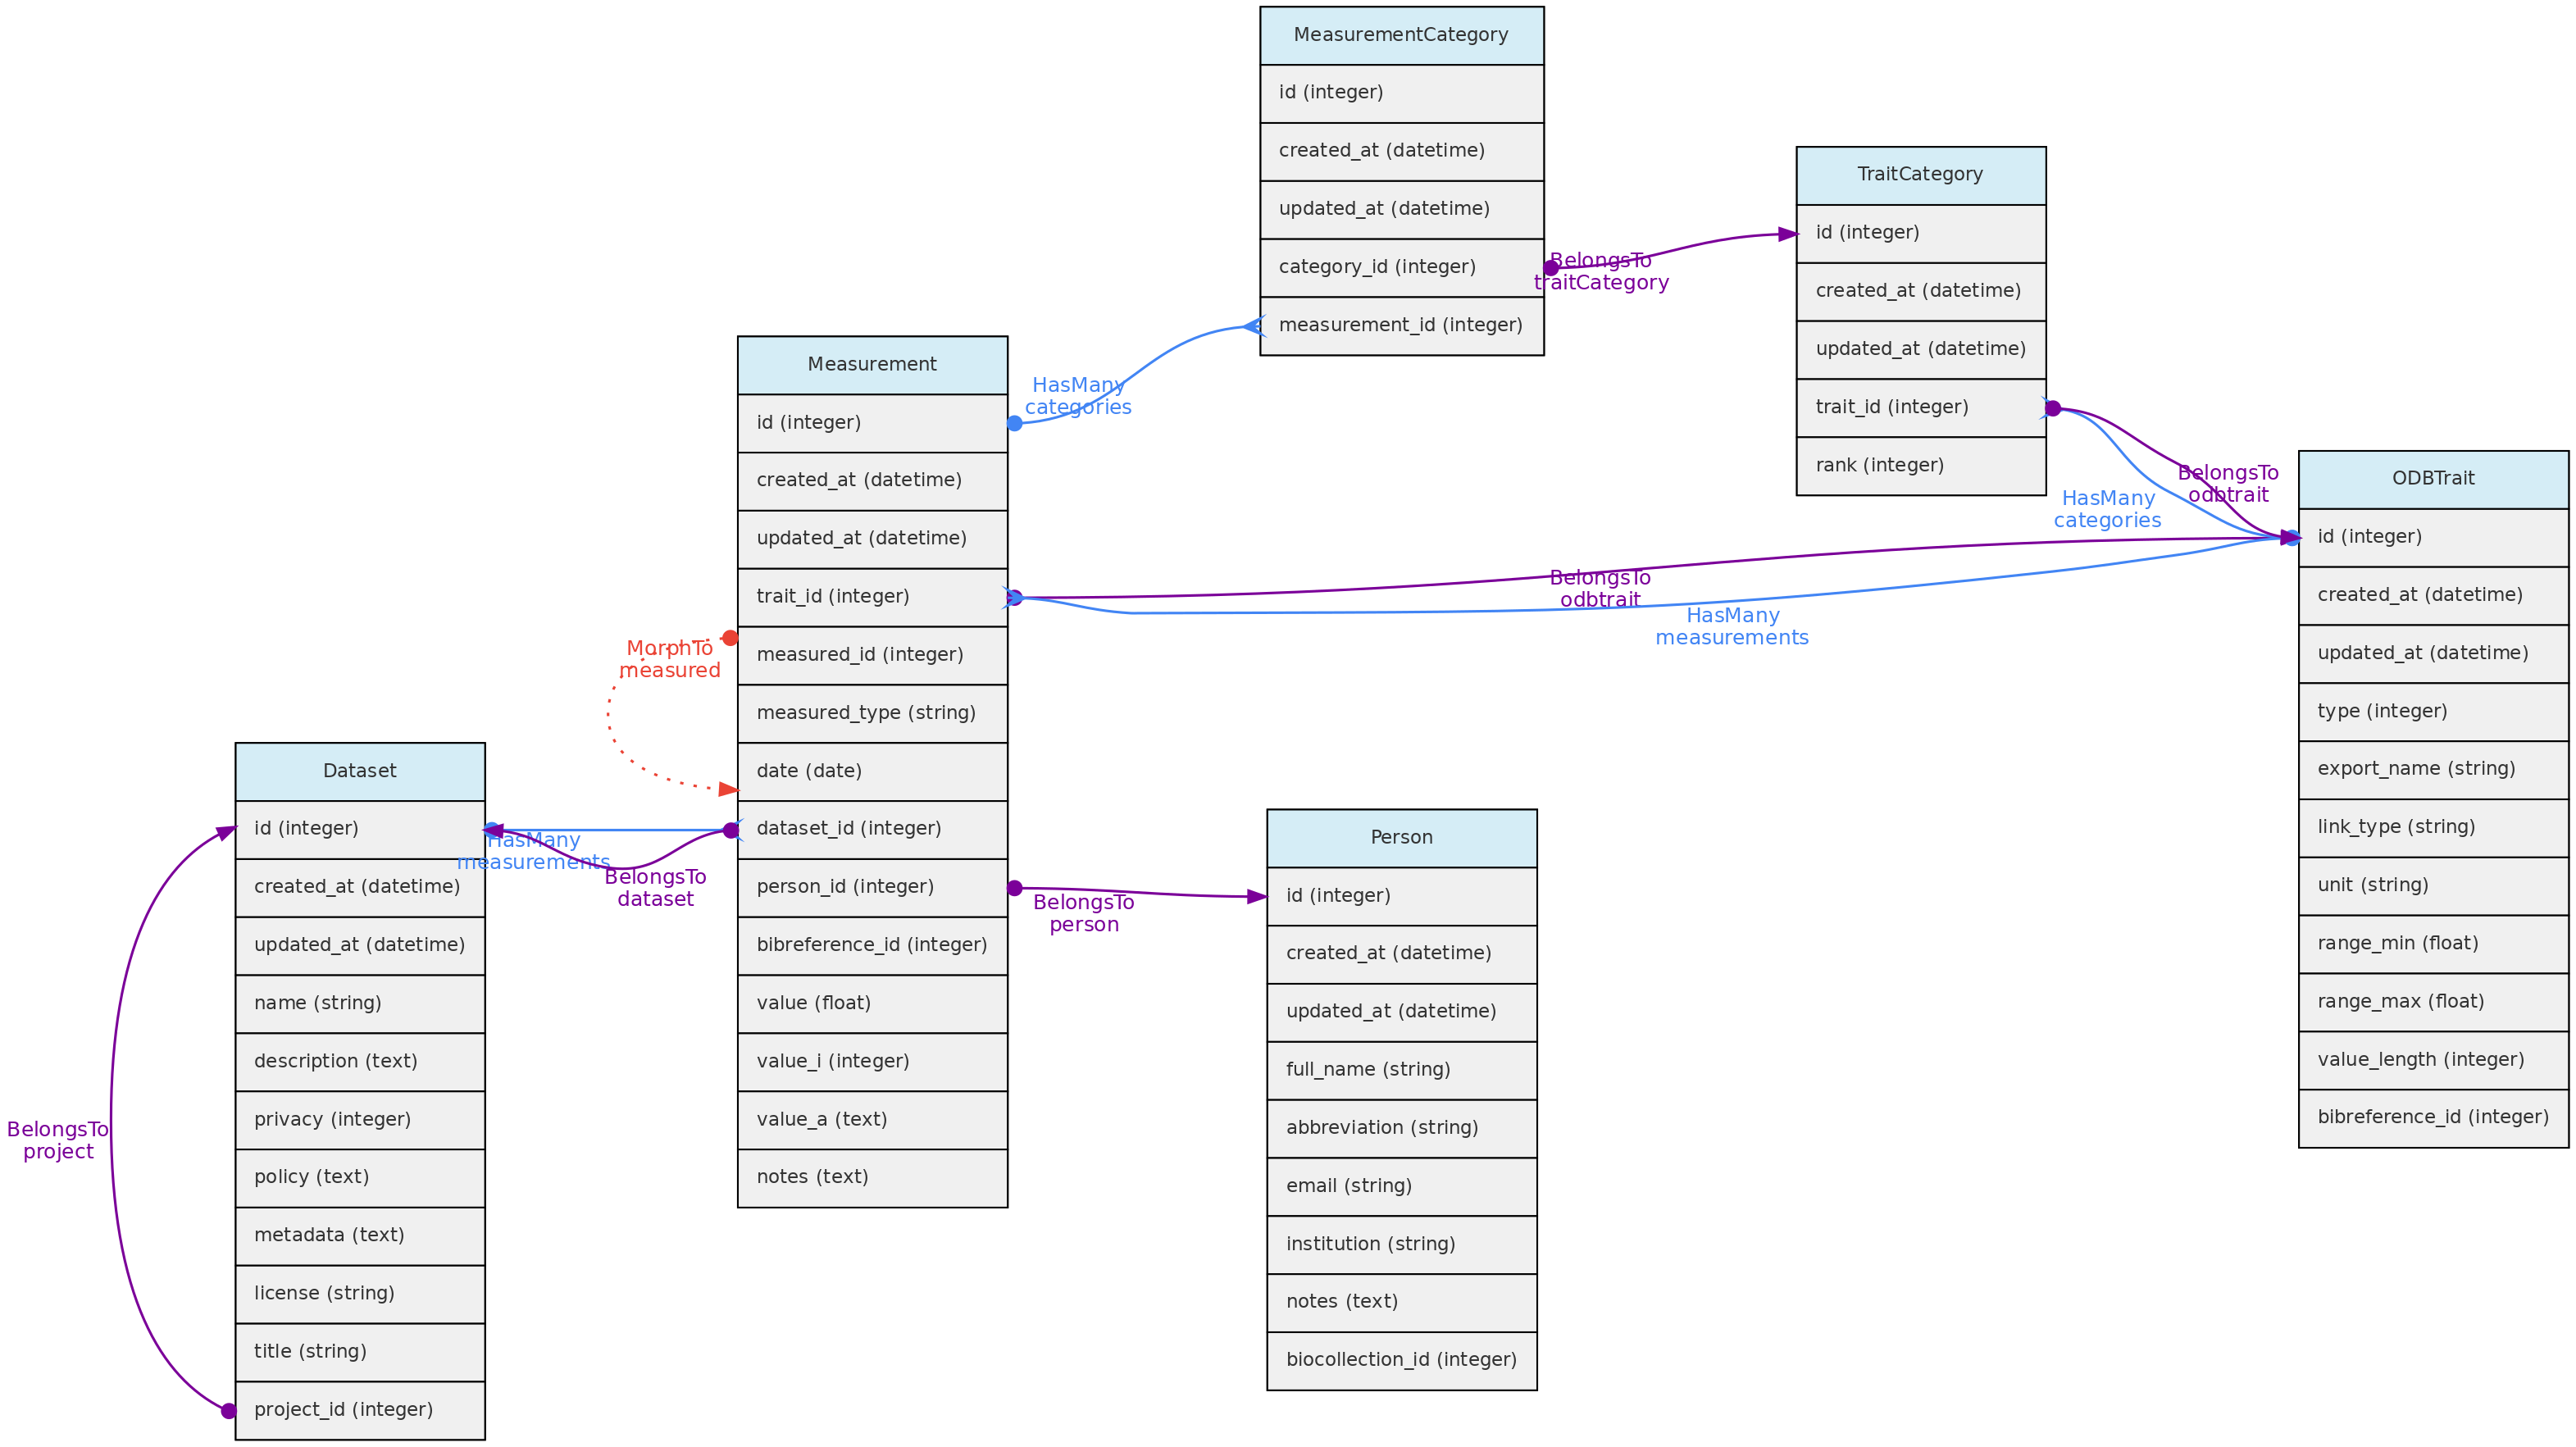 MeasurementCategory
id (integer)
created_at (datetime)
updated_at (datetime)
category_id (integer)
measurement_id (integer)
BelongsTo
traitCategory
TraitCategory
id (integer)
created_at (datetime)
updated_at (datetime)
trait_id (integer)
rank (integer)
Measurement
id (integer)
created_at (datetime)
updated_at (datetime)
trait_id (integer)
measured_id (integer)
measured_type (string)
date (date)
dataset_id (integer)
person_id (integer)
bibreference_id (integer)
value (float)
value_i (integer)
value_a (text)
notes (text)
HasMany
categories
BelongsTo
odbtrait
HasMany
categories
BelongsTo
odbtrait
HasMany
measurements
MorphTo
measured
ODBTrait
id (integer)
created_at (datetime)
updated_at (datetime)
type (integer)
export_name (string)
link_type (string)
unit (string)
range_min (float)
range_max (float)
value_length (integer)
bibreference_id (integer)
Dataset
id (integer)
created_at (datetime)
updated_at (datetime)
name (string)
description (text)
privacy (integer)
policy (text)
metadata (text)
license (string)
title (string)
project_id (integer)
HasMany
measurements
BelongsTo
dataset
BelongsTo
person
BelongsTo
project
Person
id (integer)
created_at (datetime)
updated_at (datetime)
full_name (string)
abbreviation (string)
email (string)
institution (string)
notes (text)
biocollection_id (integer)